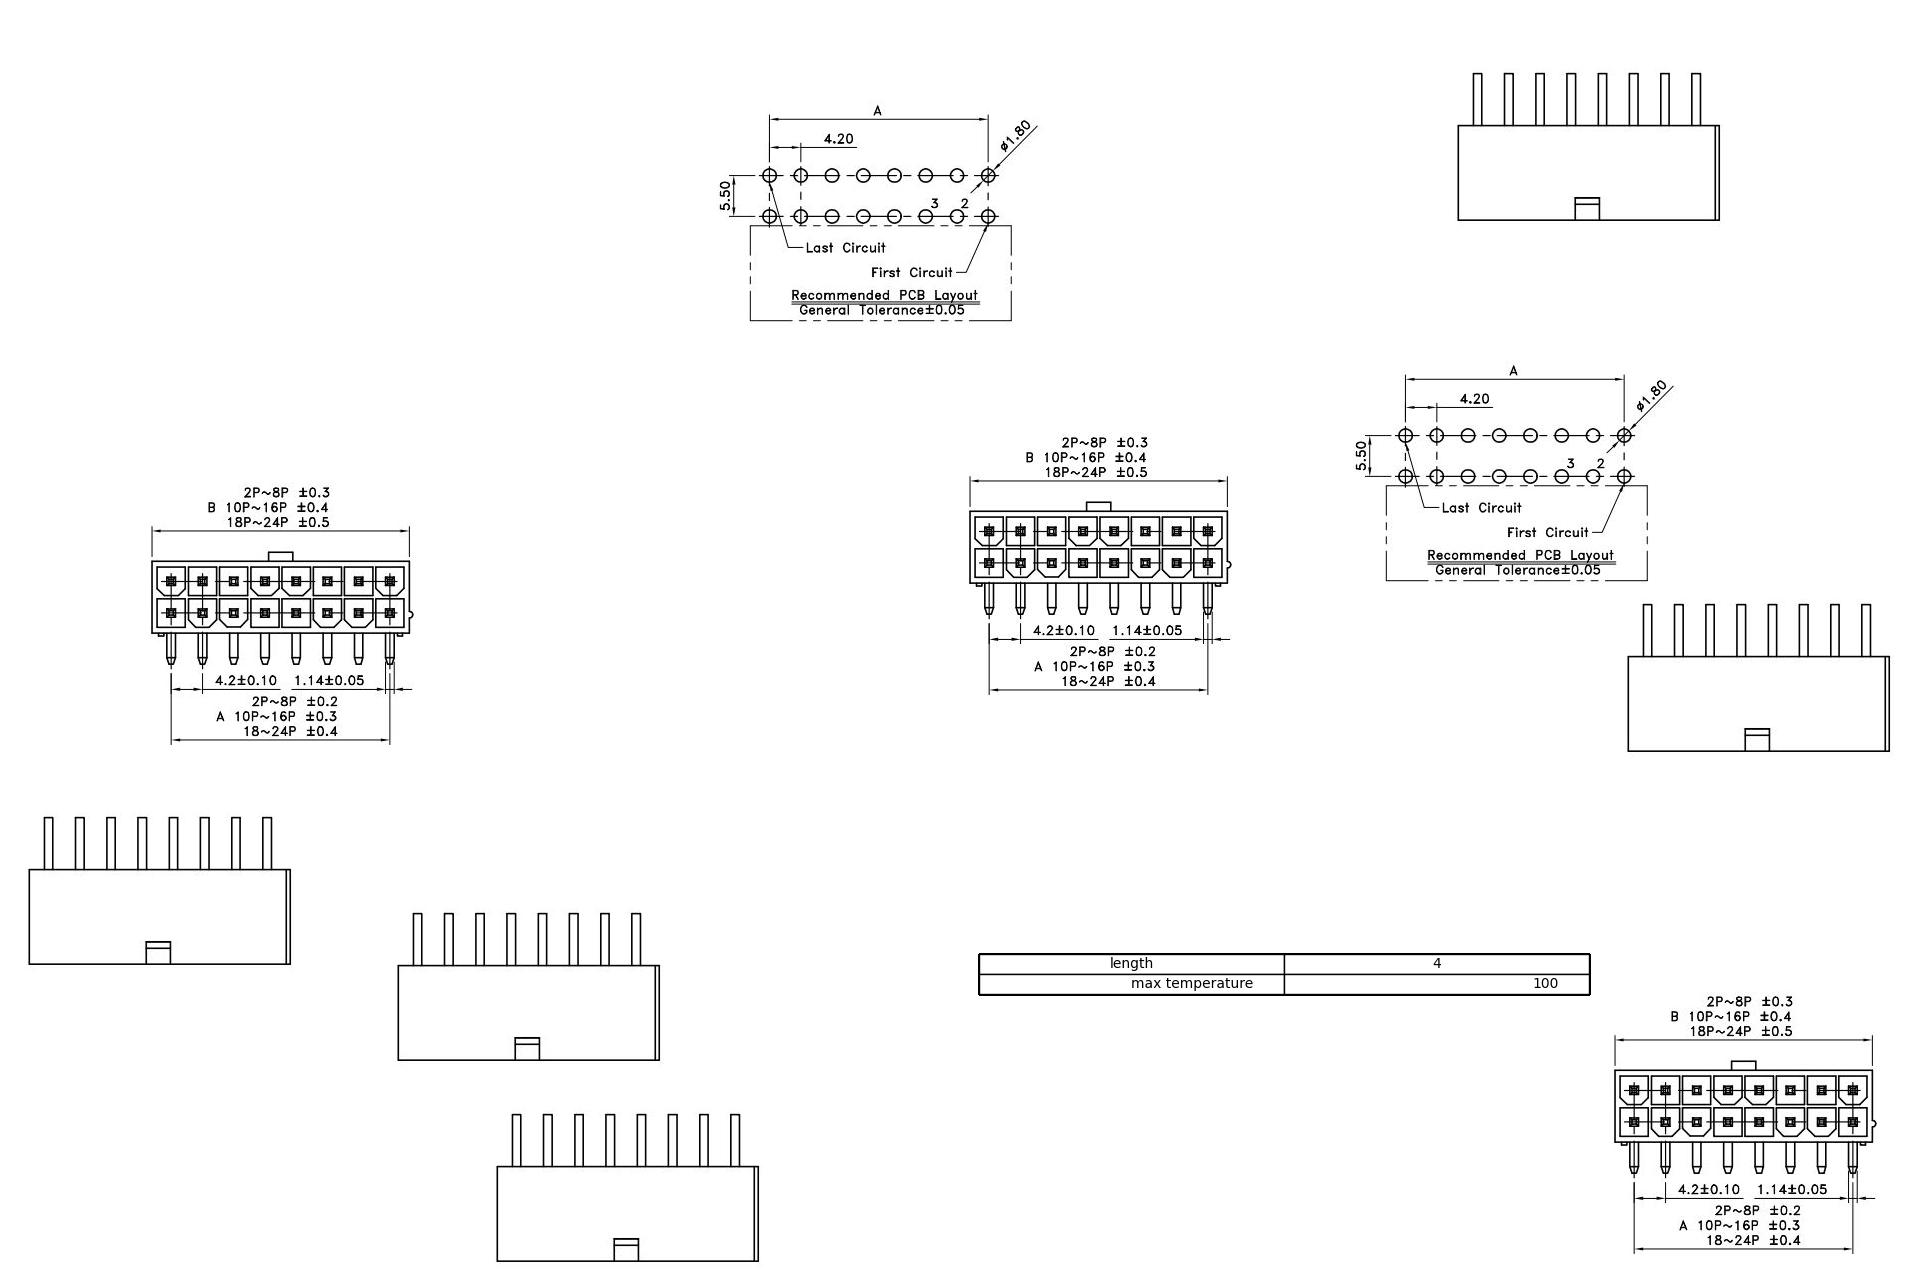 A
4.20
ø1.80
5.50
3 2
Last Circuit
First Circuit
Recommended PCB Layout
General Tolerance±0.05
A
4.20
ø1.80
5.50
3 2
Last Circuit
First Circuit
Recommended PCB Layout
General Tolerance±0.05
2P~8P ±0.3
B 10P~16P ±0.4
18P~24P ±0.5
4.2±0.10 1.14±0.05
2P~8P ±0.2
A 10P~16P ±0.3
18~24P ±0.4
2P~8P ±0.3
B 10P~16P ±0.4
18P~24P ±0.5
4.2±0.10 1.14±0.05
2P~8P ±0.2
A 10P~16P ±0.3
18~24P ±0.4
length 4
max temperature 100
2P~8P ±0.3
B 10P~16P ±0.4
18P~24P ±0.5
4.2±0.10 1.14±0.05
2P~8P ±0.2
A 10P~16P ±0.3
18~24P ±0.4